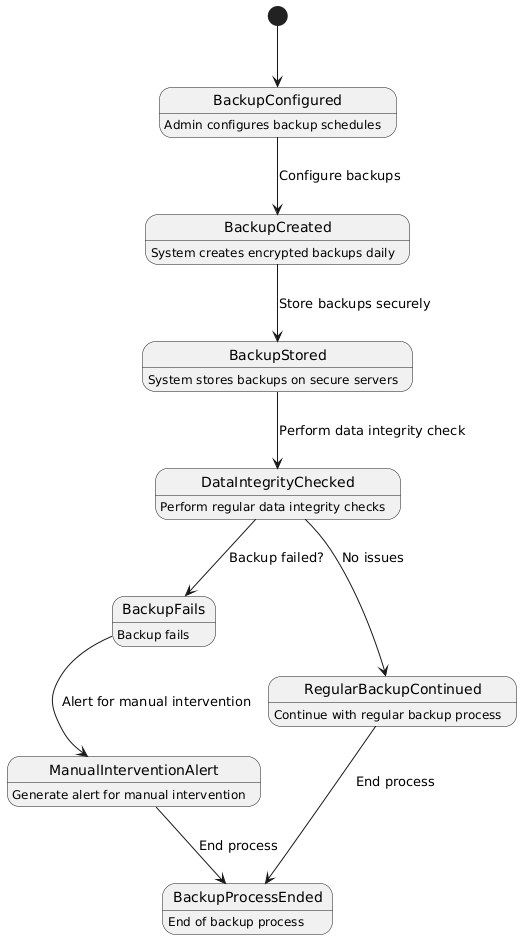 BackupConfigured
Admin configures backup schedules
Configure backups
BackupCreated
System creates encrypted backups daily
Store backups securely
BackupStored
System stores backups on secure servers
Perform data integrity check
DataIntegrityChecked
Perform regular data integrity checks
Backup failed?
No issues
BackupFails
Backup fails
Alert for manual intervention
RegularBackupContinued
Continue with regular backup process
ManualInterventionAlert
Generate alert for manual intervention
End process
End process
BackupProcessEnded
End of backup process